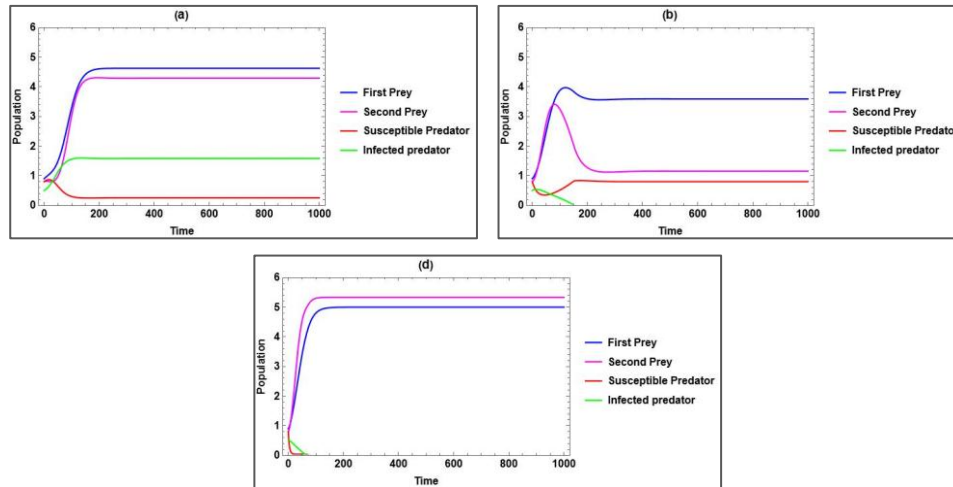 (a)
6
5
4
3
2
1
0
Population
0 200 400 600 800 1000
Time
First Prey
Second Prey
Susceptible Predator
Infected predator
(b)
6
5
4
3
2
1
0
Population
0 200 400 600 800 1000
Time
First Prey
Second Prey
Susceptible Predator
Infected predator
(d)
6
5
4
3
2
1
0
Population
0 200 400 600 800 1000
Time
First Prey
Second Prey
Susceptible Predator
Infected predator